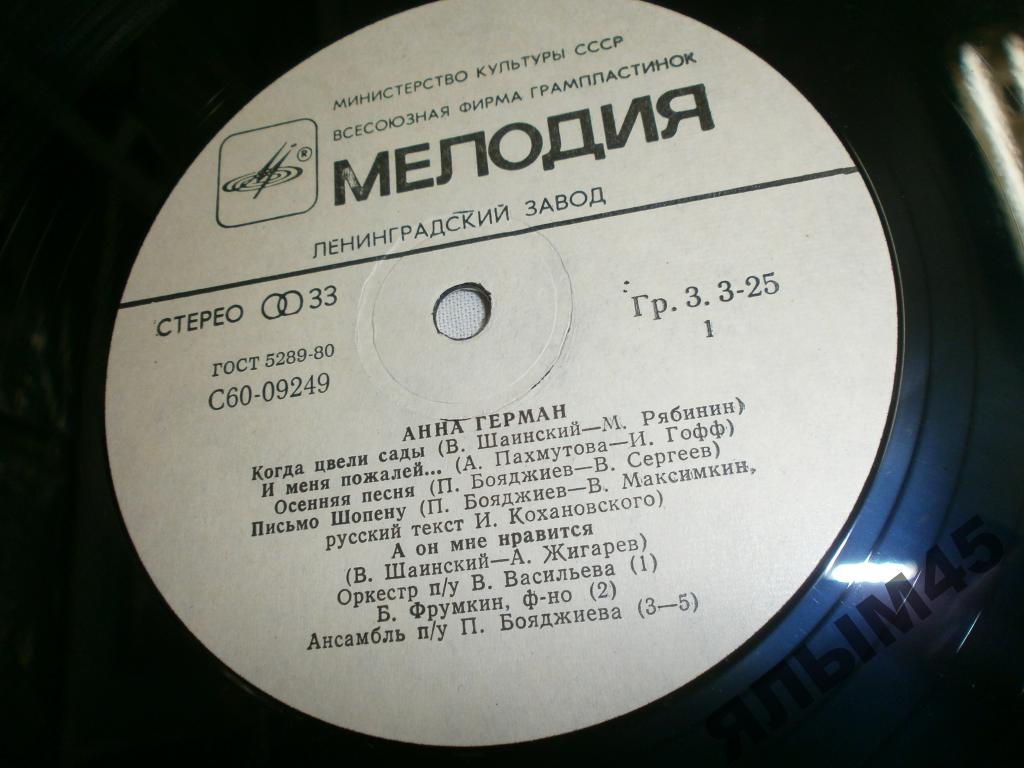 МИНИСТЕРСТВО КУЛЬТУРЫ СССР
ВСЕСОЮЗНАЯ ФИРМА ГРАМПЛАСТИНОК
МЕЛОДИЯ
®
ЛЕНИНГРАДСКИЙ ЗАВОД
СТЕРЕО 33
Гр. 3. 3-25
ГОСТ 5289-80
1
С60-09249
АННА ГЕРМАН
Когда цвели сады (В. Шаинский—М. Рябинин)
И меня пожалей... (А. Пахмутова—И. Гофф)
Осенняя песня (П. Бояджиев—В. Сергеев)
Письмо Шопену (П. Бояджиев—В. Максимкин,
русский текст И. Кохановского)
А он мне нравится
(В. Шаинский—А. Жигарев)
Оркестр п/у В. Васильева (1)
Б. Фрумкин, ф-но (2)
Ансамбль п/у П. Бояджиева (3—5)
ЯЛЫМ45